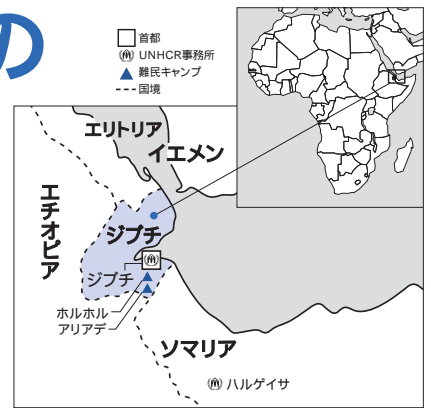 の
首都
UNHCR事務所
難民キャンプ
国境
エリトリア
イエメン
エチオピア
ジブチ
ジブチ
ホルホル
アリアデ
ソマリア
ハルゲイサ